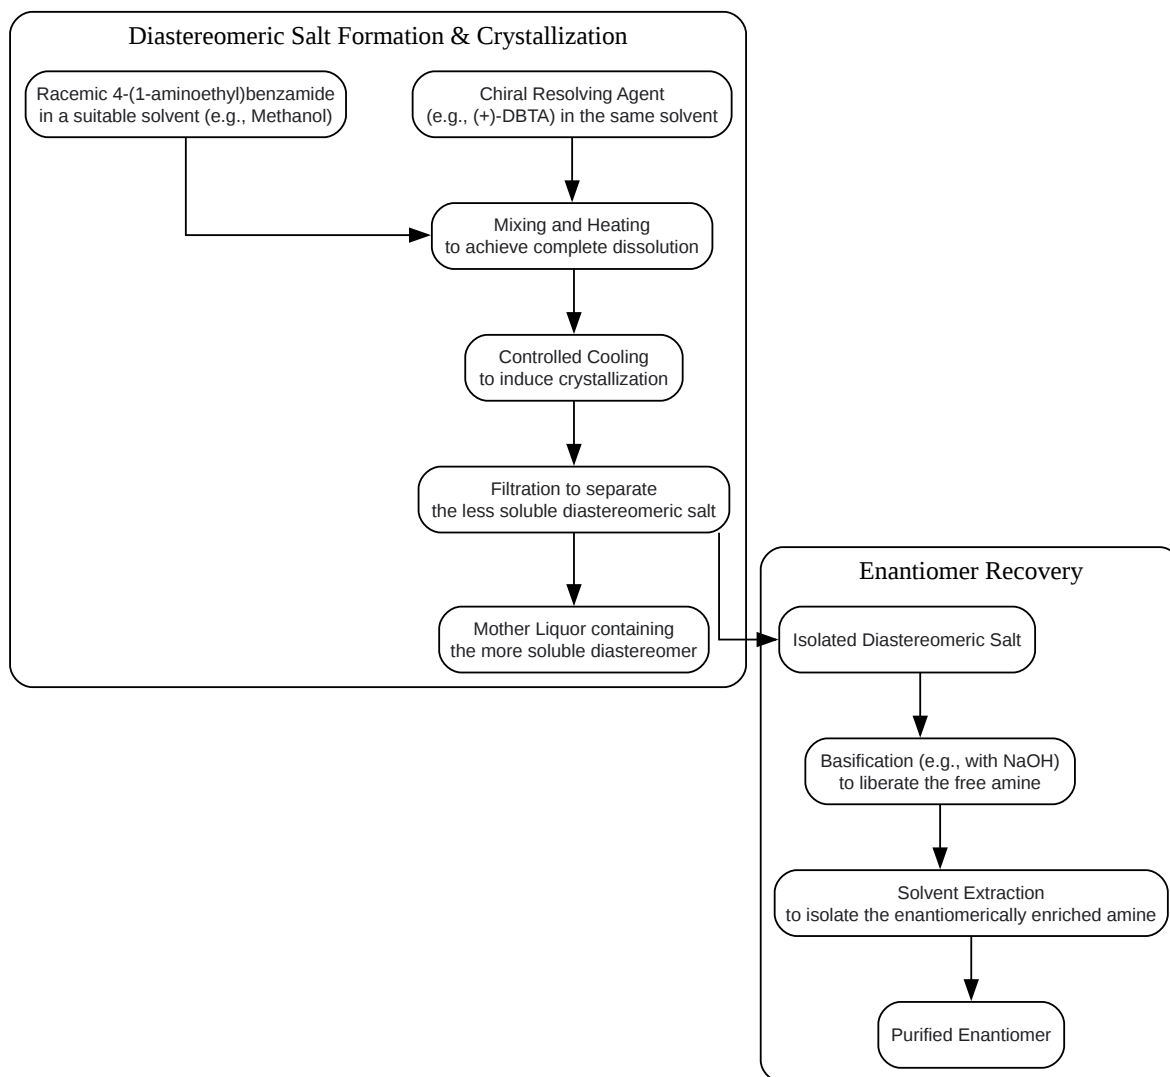 Diastereomeric Salt Formation & Crystallization
Racemic 4-(1-aminoethyl)benzamide
in a suitable solvent (e.g., Methanol)
Chiral Resolving Agent
(e.g., (+)-DBTA) in the same solvent
Mixing and Heating
to achieve complete dissolution
Controlled Cooling
to induce crystallization
Filtration to separate
the less soluble diastereomeric salt
Mother Liquor containing
the more soluble diastereomer
Enantiomer Recovery
Isolated Diastereomeric Salt
Basification (e.g., with NaOH)
to liberate the free amine
Solvent Extraction
to isolate the enantiomerically enriched amine
Purified Enantiomer